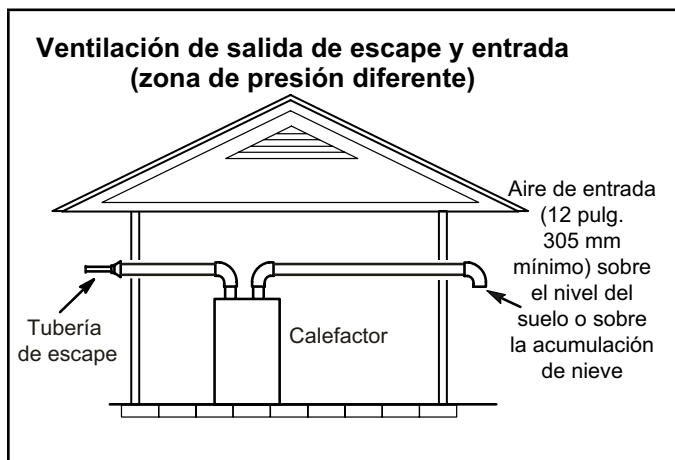 Ventilación de salida de escape y entrada
(zona de presión diferente)
Aire de entrada
(12 pulg.
305 mm
mínimo) sobre
el nivel del
suelo o sobre
la acumulación
de nieve
Tubería
de escape
Calefactor